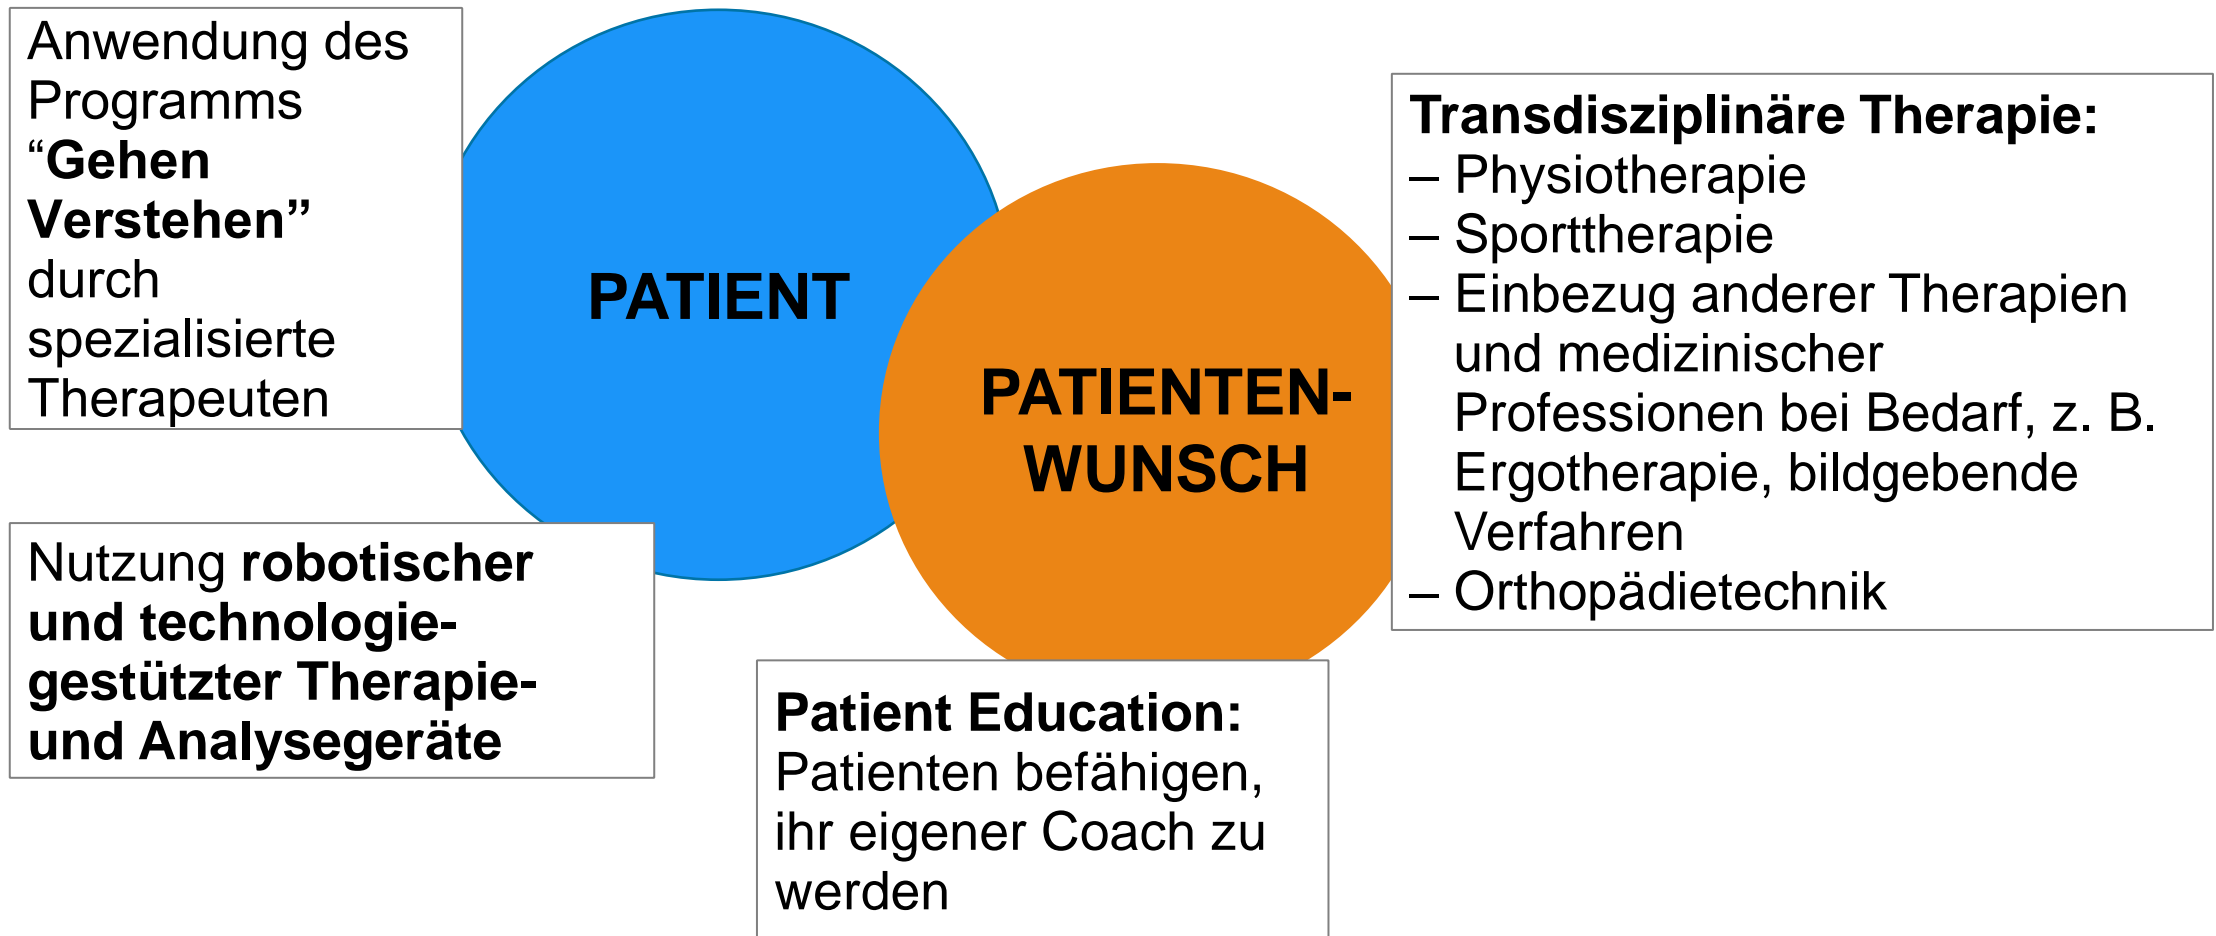 Anwendung des
Programms
“Gehen
Verstehen”
durch
spezialisierte
Therapeuten
PATIENT
PATIENTEN-
WUNSCH
Transdisziplinäre Therapie:
– Physiotherapie
– Sporttherapie
– Einbezug anderer Therapien
und medizinischer
Professionen bei Bedarf, z. B.
Ergotherapie, bildgebende
Verfahren
– Orthopädietechnik
Nutzung robotischer
und technologie-
gestützter Therapie-
und Analysegeräte
Patient Education:
Patienten befähigen,
ihr eigener Coach zu
werden